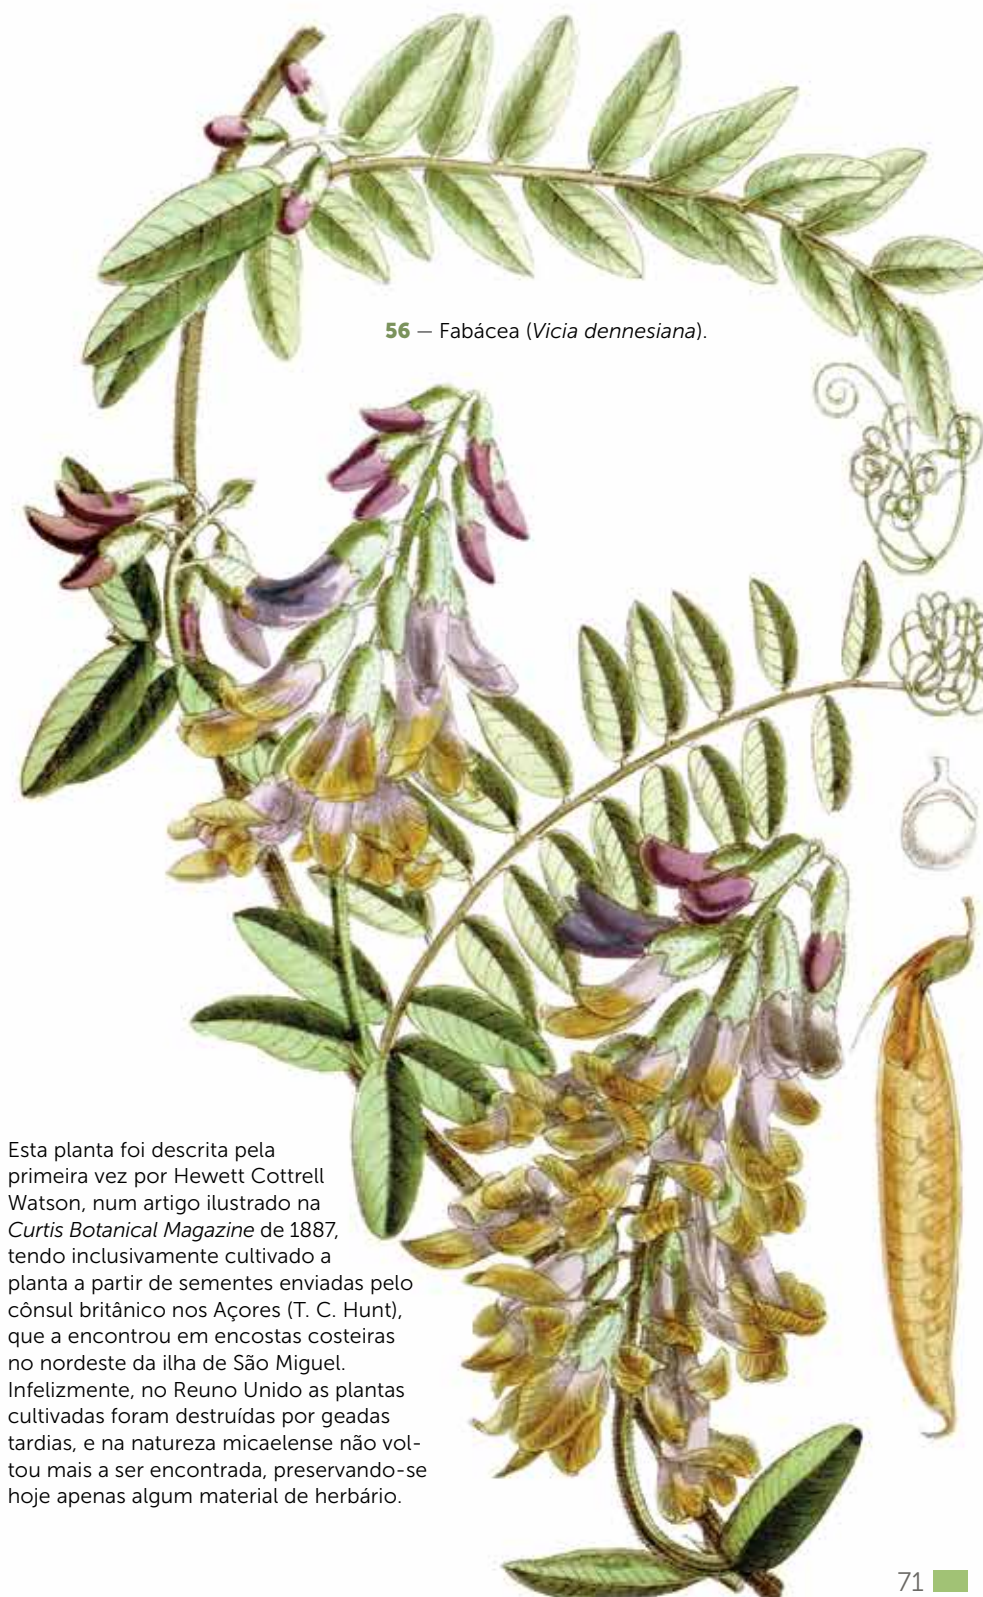 56 — Fabácea (Vicia dennesiana).
Esta planta foi descrita pela
primeira vez por Hewett Cottrell
Watson, num artigo ilustrado na
Curtis Botanical Magazine de 1887,
tendo inclusivamente cultivado a
planta a partir de sementes enviadas pelo
cônsul britânico nos Açores (T. C. Hunt),
que a encontrou em encostas costeiras
no nordeste da ilha de São Miguel.
Infelizmente, no Reuno Unido as plantas
cultivadas foram destruídas por geadas
tardias, e na natureza micaelense não vol-
tou mais a ser encontrada, preservando-se
hoje apenas algum material de herbário.
71